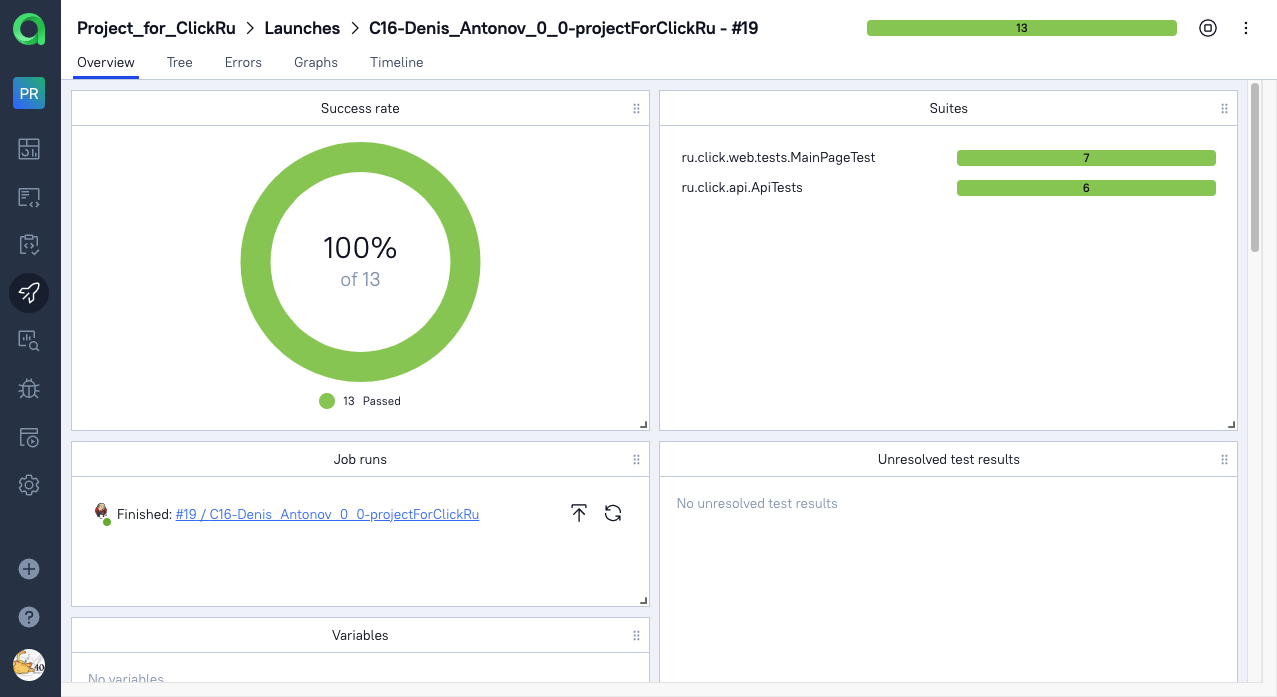 Project_for_ClickRu > Launches > C16-Denis_Antonov_0_0-projectForClickRu - #19
13
Overview Tree Errors Graphs Timeline
PR
Success rate
100%
of 13
13 Passed
Suites
ru.click.web.tests.MainPageTest 7
ru.click.api.ApiTests 6
Job runs
Finished: #19 / C16-Denis_Antonov_0_0-projectForClickRu
Unresolved test results
No unresolved test results
Variables
No variables
40